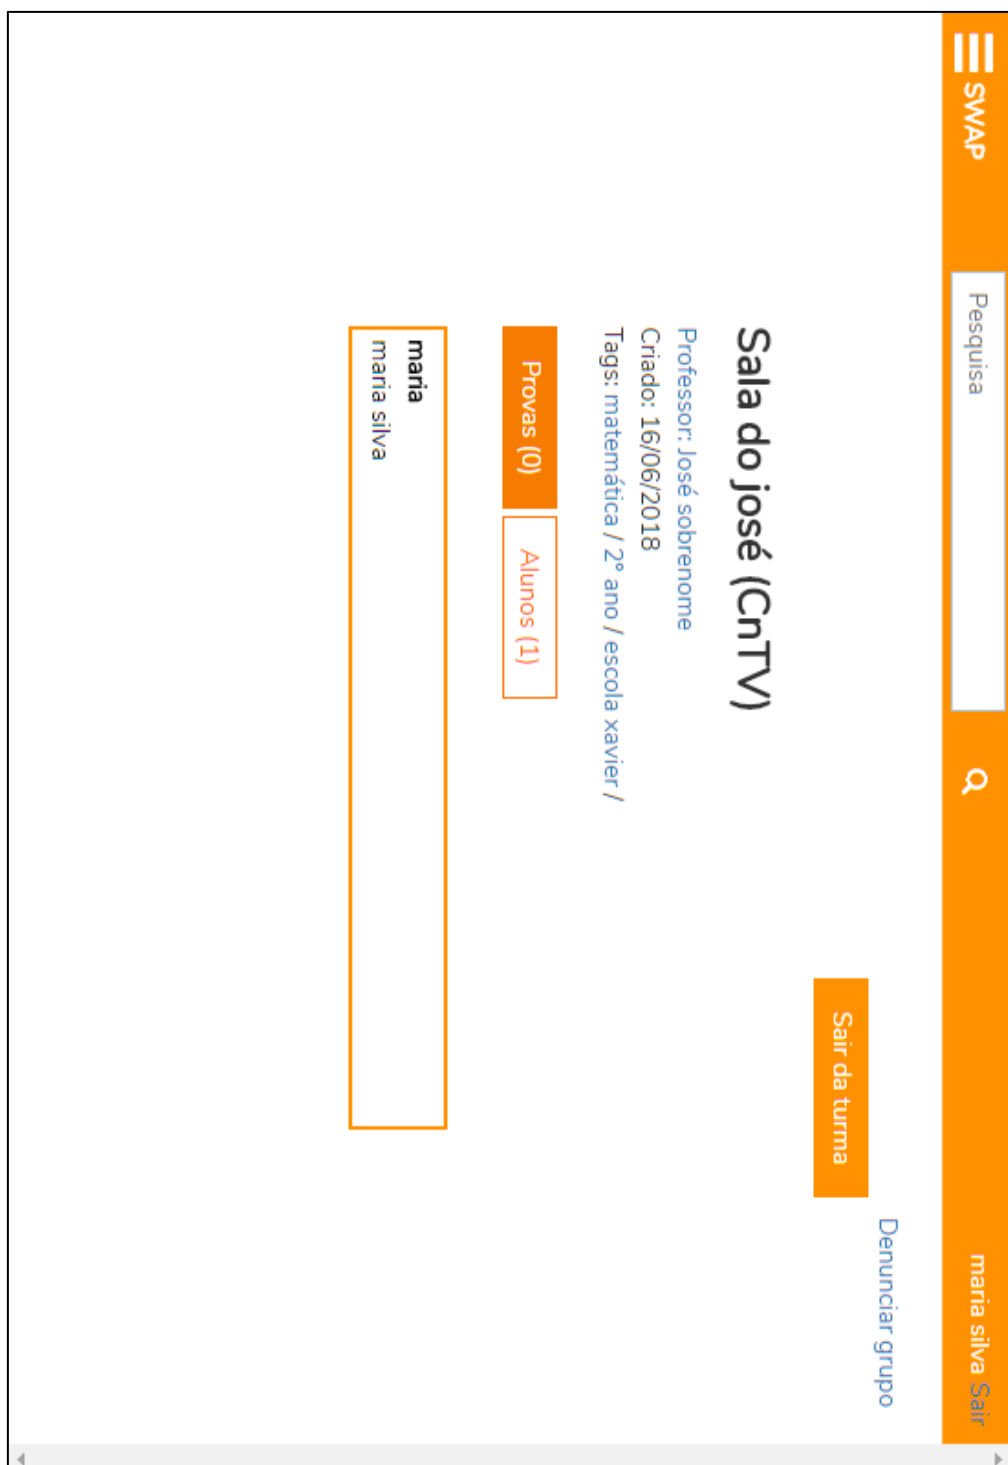 SWAP Pesquisa maria silva Sair
Denunciar grupo
Sair da turma
Sala do josé (CnTV)
Professor: José sobrenome
Criado: 16/06/2018
Tags: matemática / 2° ano / escola xavier /
Provas (0) Alunos (1)
maria
maria silva